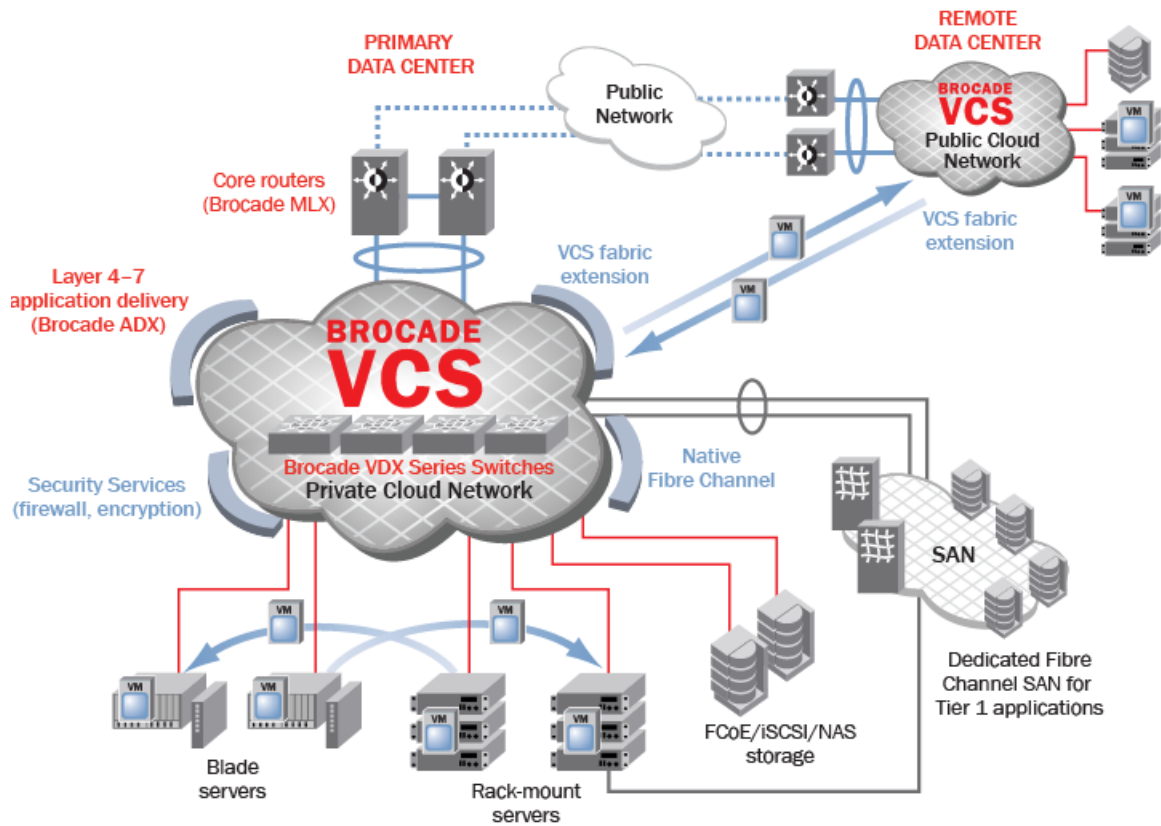 PRIMARY
DATA CENTER
REMOTE
DATA CENTER
Public
Network
BROCADE
VCS
Public Cloud
Network
VM
VM
Core routers
(Brocade MLX)
VCS fabric
extension
VCS fabric
extension
VM
VM
Layer 4–7
application delivery
(Brocade ADX)
BROCADE
VCS
Brocade VDX Series Switches
Private Cloud Network
Native
Fibre Channel
Security Services
(firewall, encryption)
SAN
VM
VM
VM
VM
VM
VM
Blade
servers
Rack-mount
servers
FCoE/iSCSI/NAS
storage
Dedicated Fibre
Channel SAN for
Tier 1 applications